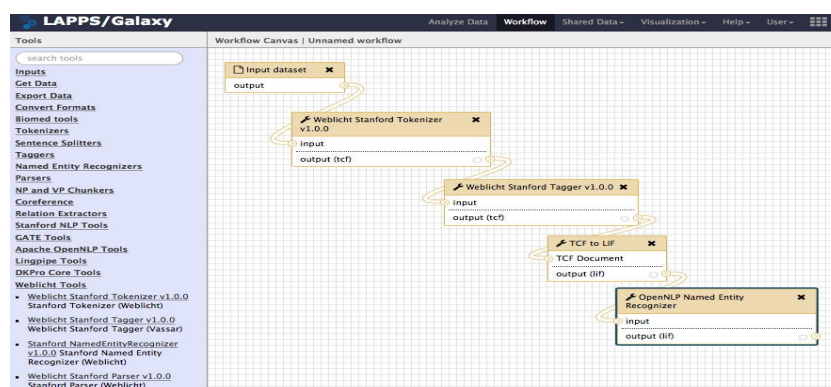 LAPPS/Galaxy
Analyze Data Workflow Shared Data Visualization Help User
Tools
search tools
Inputs
Get Data
Export Data
Convert Formats
Biomed tools
Tokenizers
Sentence Splitters
Taggers
Named Entity Recognizers
Parsers
NP and VP Chunkers
Coreference
Relation Extractors
Stanford NLP Tools
GATE Tools
Apache OpenNLP Tools
Lingpipe Tools
DKPro Core Tools
Weblicht Tools
Weblicht Stanford Tokenizer v1.0.0
Stanford Tokenizer (Weblicht)
Weblicht Stanford Tagger v1.0.0
Weblicht Stanford Tagger (Vassar)
Stanford NamedEntityRecognizer
v1.0.0 Stanford Named Entity
Recognizer (Weblicht)
Weblicht Stanford Parser v1.0.0
Stanford Parser (Weblicht)
Workflow Canvas | Unnamed workflow
Input dataset
output
Weblicht Stanford Tokenizer
v1.0.0
input
output (tcf)
Weblicht Stanford Tagger v1.0.0
input
output (tcf)
TCF to LIF
TCF Document
output (lif)
OpenNLP Named Entity
Recognizer
input
output (lif)